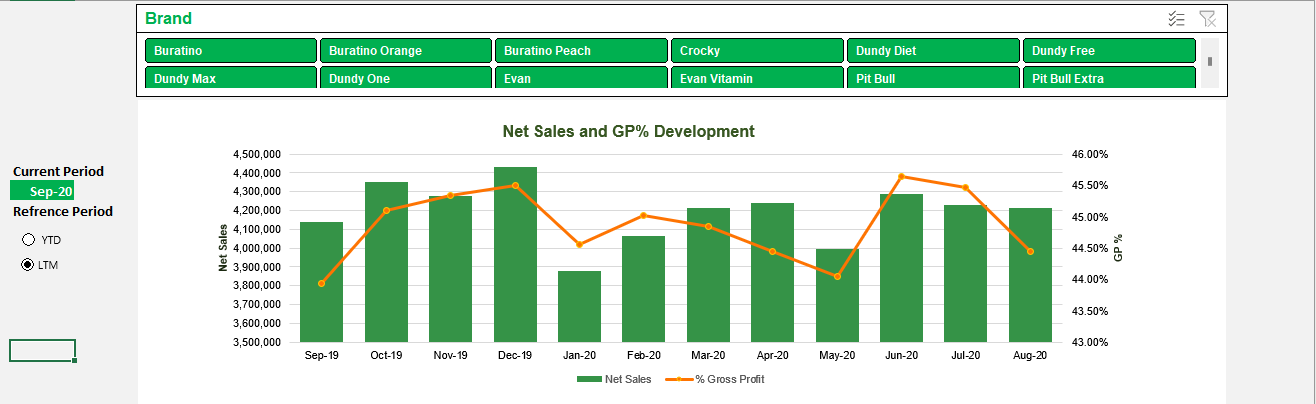 Brand
Buratino Buratino Orange Buratino Peach Crocky Dundy Diet Dundy Free
Dundy Max Dundy One Evan Evan Vitamin Pit Bull Pit Bull Extra
Current Period
Sep-20
Refrence Period
YTD
LTM
Net Sales and GP% Development
Net Sales
4,500,000
4,400,000
4,300,000
4,200,000
4,100,000
4,000,000
3,900,000
3,800,000
3,700,000
3,600,000
3,500,000
46.00%
45.50%
45.00%
44.50%
44.00%
43.50%
43.00%
GP %
Sep-19 Oct-19 Nov-19 Dec-19 Jan-20 Feb-20 Mar-20 Apr-20 May-20 Jun-20 Jul-20 Aug-20
Net Sales % Gross Profit